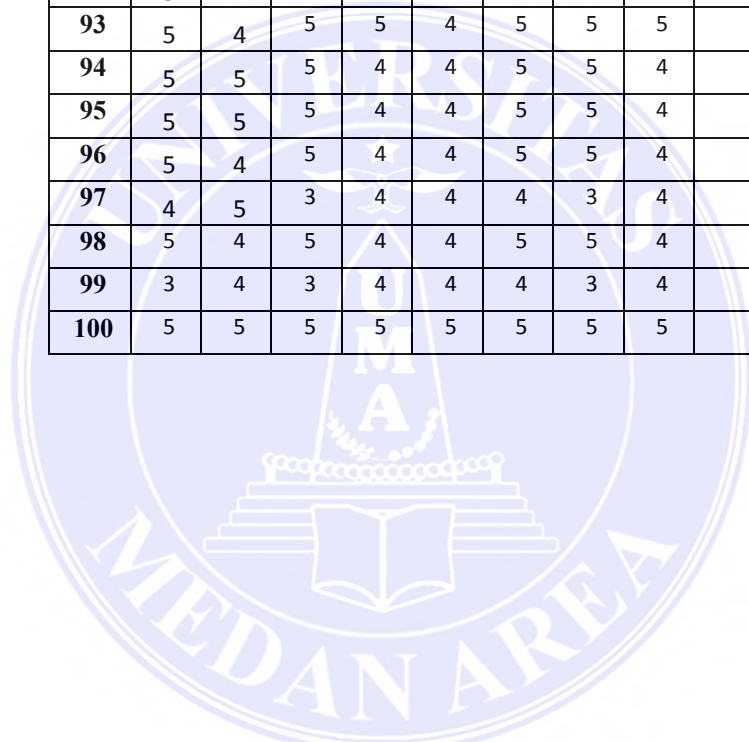 93 5 4 5 5 4 5 5 5
94 5 5 5 4 4 5 5 4
95 5 5 5 4 4 5 5 4
96 5 4 5 4 4 5 5 4
97 4 5 3 4 4 4 3 4
98 5 4 5 4 4 5 5 4
99 3 4 3 4 4 4 3 4
100 5 5 5 5 5 5 5 5
UNIVERSITAS
UMA
MEDAN AREA